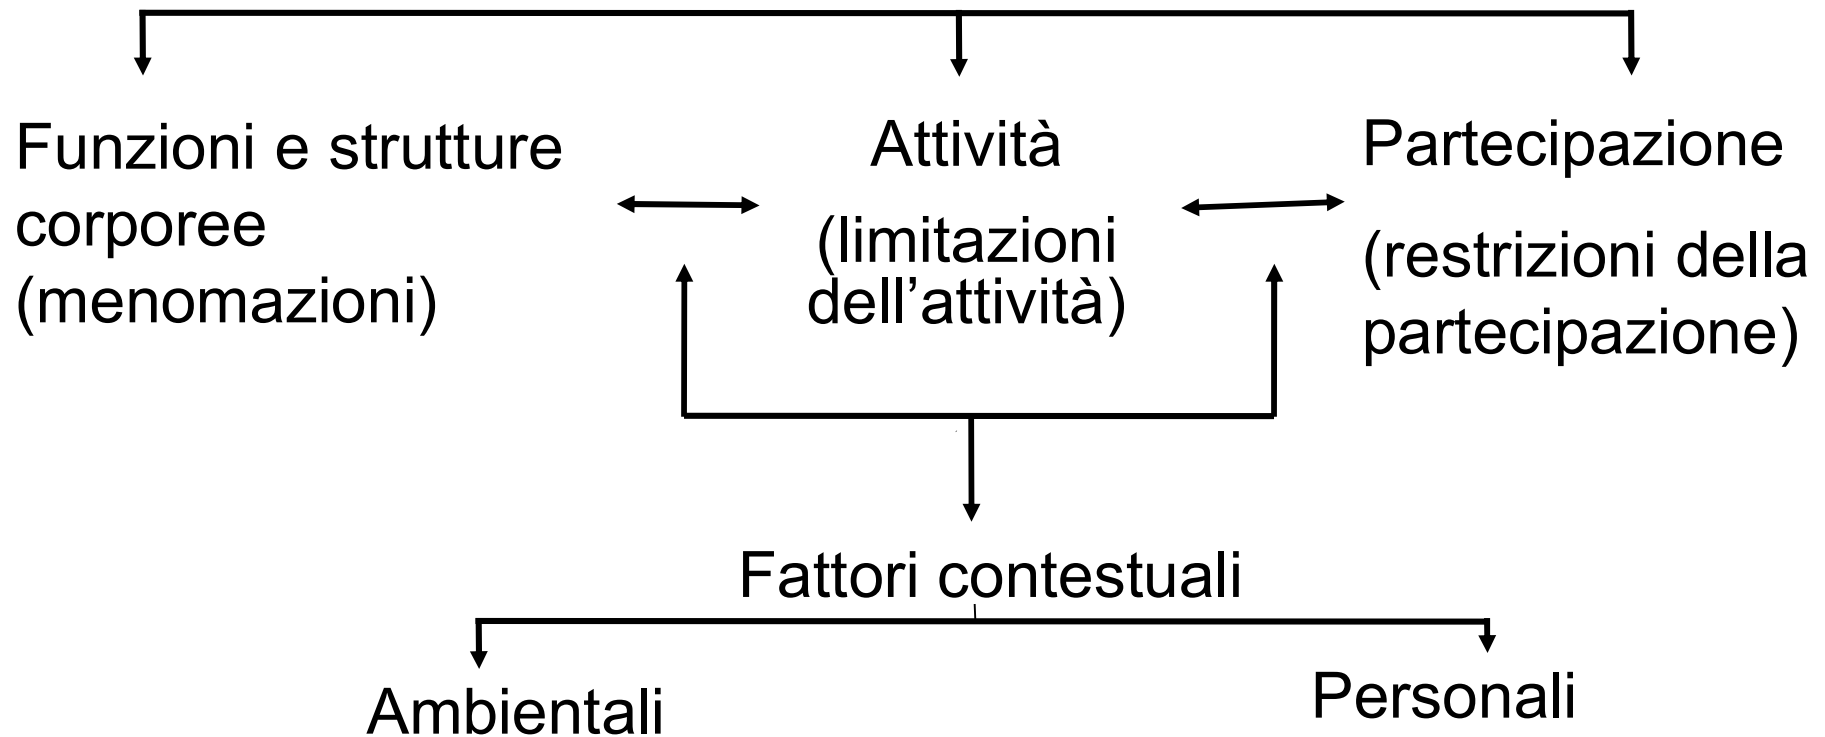 Funzioni e strutture
corporee
(menomazioni)
Attività
(limitazioni
dell’attività)
Partecipazione
(restrizioni della
partecipazione)
Fattori contestuali
Ambientali
Personali